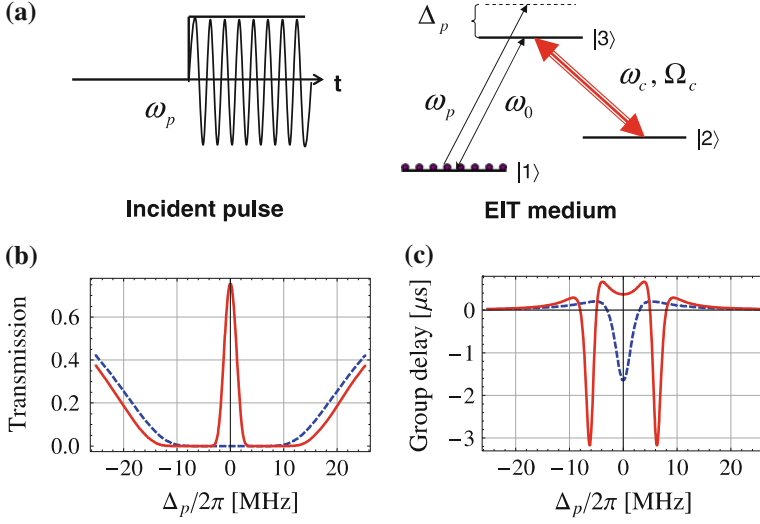 (a)
t
ω_p
Incident pulse
Δ_p
|3⟩
ω_p
ω_0
ω_c, Ω_c
|2⟩
|1⟩
EIT medium
(b)
Transmission
0.6
0.4
0.2
0.0
−20 −10 0 10 20
Δ_p/2π [MHz]
(c)
Group delay [μs]
0
−1
−2
−3
−20 −10 0 10 20
Δ_p/2π [MHz]